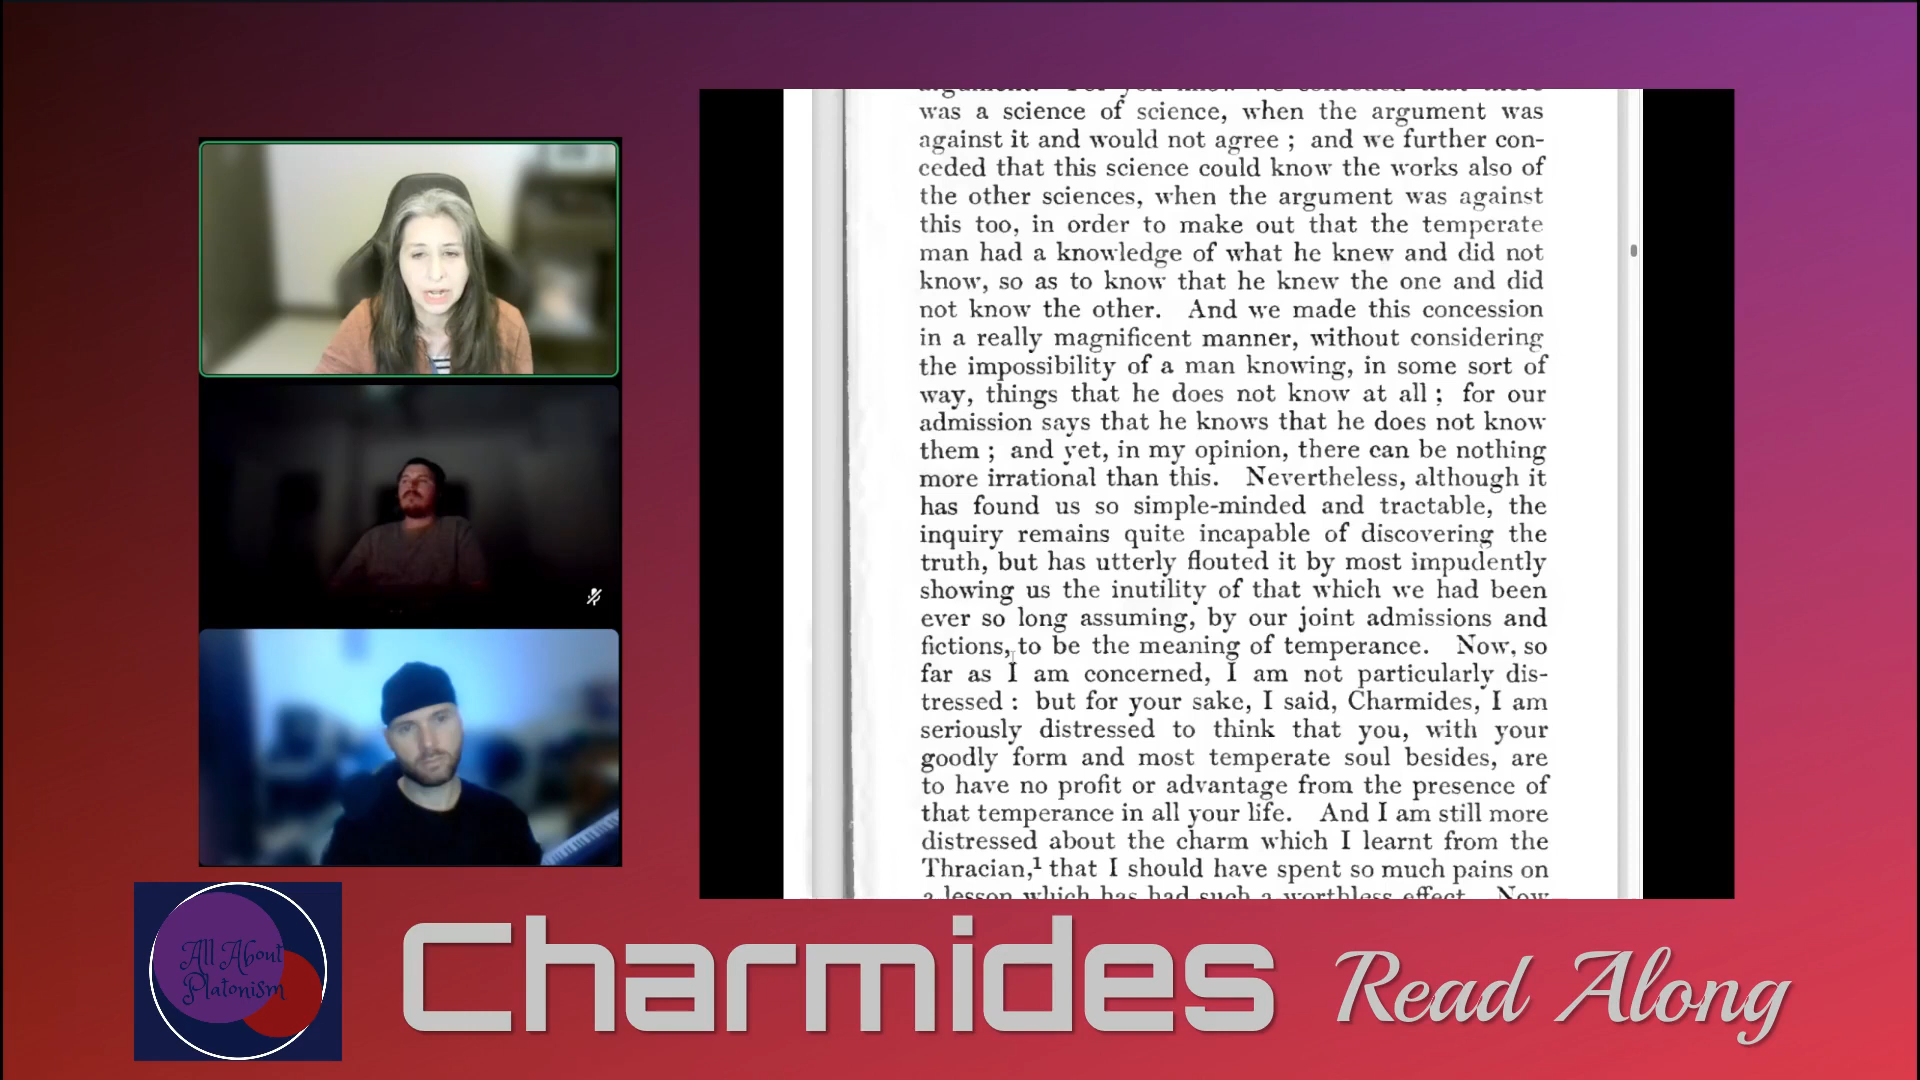 was a science of science, when the argument was
against it and would not agree ; and we further con-
ceded that this science could know the works also of
the other sciences, when the argument was against
this too, in order to make out that the temperate
man had a knowledge of what he knew and did not
know, so as to know that he knew the one and did
not know the other. And we made this concession
in a really magnificent manner, without considering
the impossibility of a man knowing, in some sort of
way, things that he does not know at all ; for our
admission says that he knows that he does not know
them ; and yet, in my opinion, there can be nothing
more irrational than this. Nevertheless, although it
has found us so simple-minded and tractable, the
inquiry remains quite incapable of discovering the
truth, but has utterly flouted it by most impudently
showing us the inutility of that which we had been
ever so long assuming, by our joint admissions and
fictions, to be the meaning of temperance. Now, so
far as I am concerned, I am not particularly dis-
tressed : but for your sake, I said, Charmides, I am
seriously distressed to think that you, with your
goodly form and most temperate soul besides, are
to have no profit or advantage from the presence of
that temperance in all your life. And I am still more
distressed about the charm which I learnt from the
Thracian,¹ that I should have spent so much pains on
a lesson which has had such a worthless effect. Now
All About
Platonism
Charmides Read Along